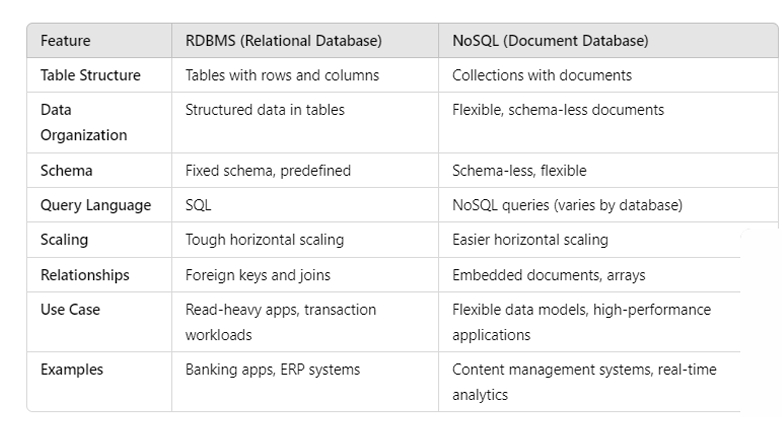 Feature RDBMS (Relational Database) NoSQL (Document Database)
Table Structure Tables with rows and columns Collections with documents
Data Structured data in tables Flexible, schema-less documents
Organization
Schema Fixed schema, predefined Schema-less, flexible
Query Language SQL NoSQL queries (varies by database)
Scaling Tough horizontal scaling Easier horizontal scaling
Relationships Foreign keys and joins Embedded documents, arrays
Use Case Read-heavy apps, transaction Flexible data models, high-performance
workloads applications
Examples Banking apps, ERP systems Content management systems, real-time
analytics